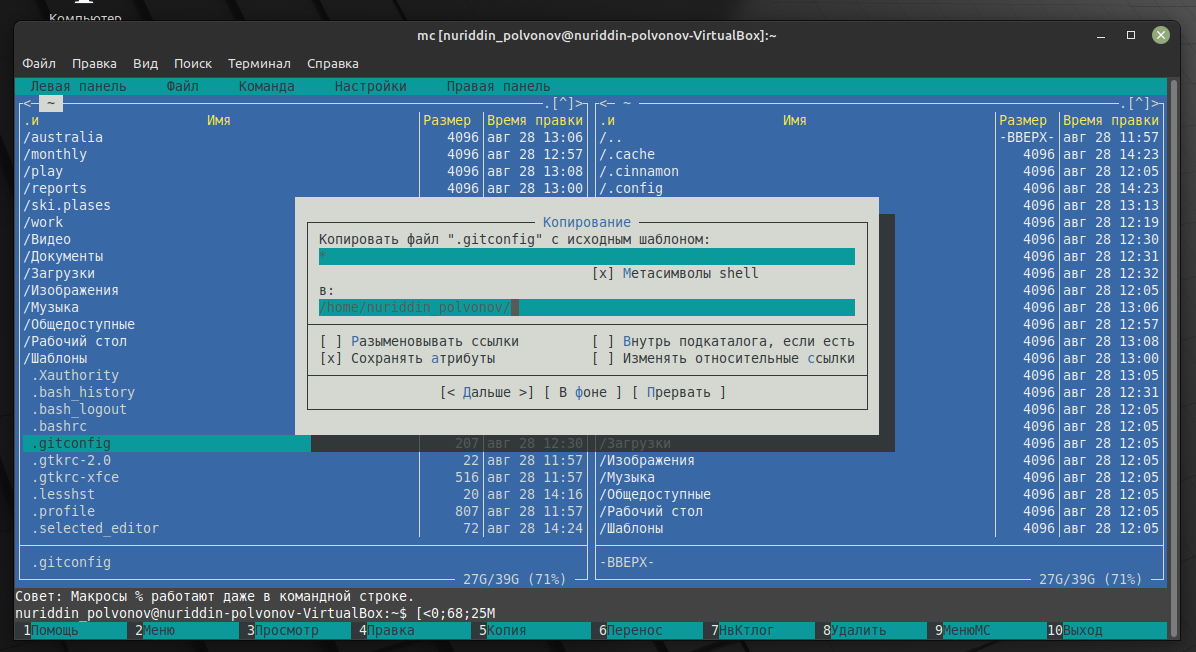 Компьютер
mc [nuriddin_polvonov@nuriddin-polvonov-VirtualBox]:~
Файл Правка Вид Поиск Терминал Справка
Левая панель Файл Команда Настройки Правая панель
<─ ~ .[^]> <─ ~ .[^]>
.и Имя Размер Время правки .и Имя Размер Время правки
/australia 4096 авг 28 13:06 /.. -ВВЕРХ- авг 28 11:57
/monthly 4096 авг 28 12:57 /.cache 4096 авг 28 14:23
/play 4096 авг 28 13:08 /.cinnamon 4096 авг 28 12:05
/reports 4096 авг 28 13:00 /.config 4096 авг 28 14:23
/ski.plases 4096 авг 28 13:13
/work Копирование 4096 авг 28 12:19
/Видео Копировать файл ".gitconfig" с исходным шаблоном: 4096 авг 28 12:30
/Документы * 4096 авг 28 12:31
/Загрузки [x] Метасимволы shell 4096 авг 28 12:32
/Изображения в: 4096 авг 28 12:05
/Музыка /home/nuriddin_polvonov/ 4096 авг 28 13:06
/Общедоступные 4096 авг 28 12:57
/Рабочий стол [ ] Разыменовывать ссылки [ ] Внутрь подкаталога, если есть 4096 авг 28 13:08
/Шаблоны [x] Сохранять атрибуты [ ] Изменять относительные ссылки 4096 авг 28 13:00
.Xauthority 4096 авг 28 13:05
.bash_history [< Дальше >] [ В фоне ] [ Прервать ] 4096 авг 28 12:31
.bash_logout 4096 авг 28 12:05
.bashrc 4096 авг 28 12:05
.gitconfig 207 авг 28 12:30 /Загрузки 4096 авг 28 12:05
.gtkrc-2.0 22 авг 28 11:57 /Изображения 4096 авг 28 12:05
.gtkrc-xfce 516 авг 28 11:57 /Музыка 4096 авг 28 12:05
.lesshst 20 авг 28 14:16 /Общедоступные 4096 авг 28 12:05
.profile 807 авг 28 11:57 /Рабочий стол 4096 авг 28 12:05
.selected_editor 72 авг 28 14:24 /Шаблоны 4096 авг 28 12:05
.gitconfig -ВВЕРХ-
27G/39G (71%) 27G/39G (71%)
Совет: Макросы % работают даже в командной строке.
nuriddin_polvonov@nuriddin-polvonov-VirtualBox:~$ [<0;68;25M
1Помощь 2Меню 3Просмотр 4Правка 5Копия 6Перенос 7НвКтлог 8Удалить 9МенюМС 10Выход